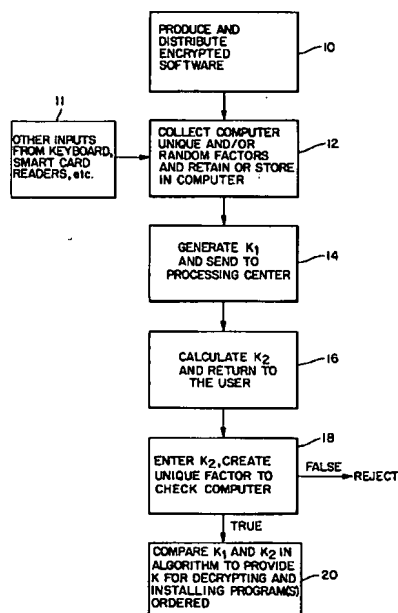 PRODUCE AND
DISTRIBUTE
ENCRYPTED
SOFTWARE
10
11
OTHER INPUTS
FROM KEYBOARD,
SMART CARD
READERS, etc.
COLLECT COMPUTER
UNIQUE AND/OR
RANDOM FACTORS
AND RETAIN OR STORE
IN COMPUTER
12
GENERATE K1
AND SEND TO
PROCESSING CENTER
14
CALCULATE K2
AND RETURN TO
THE USER
16
18
ENTER K2, CREATE
UNIQUE FACTOR TO
CHECK COMPUTER
FALSE
REJECT
TRUE
COMPARE K1 AND K2 IN
ALGORITHM TO PROVIDE
K FOR DECRYPTING AND
INSTALLING PROGRAM(S)
ORDERED
20